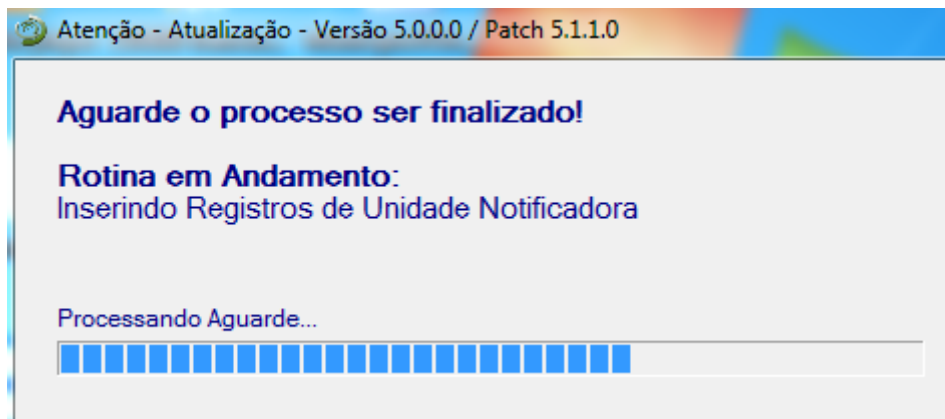 Atenção - Atualização - Versão 5.0.0.0 / Patch 5.1.1.0
Aguarde o processo ser finalizado!
Rotina em Andamento:
Inserindo Registros de Unidade Notificadora
Processando Aguarde...